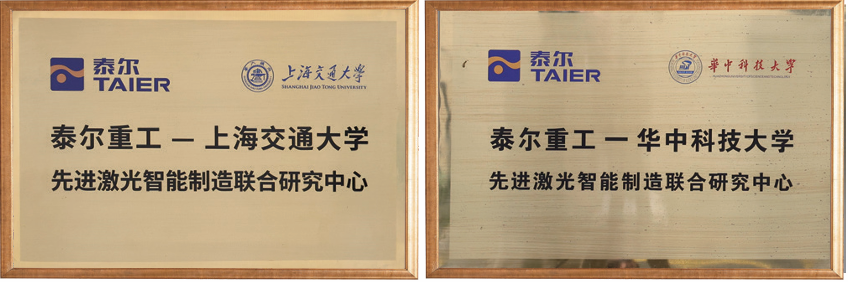 泰尔
TAIER
上海交通大学
SHANGHAI JIAO TONG UNIVERSITY
泰尔重工 — 上海交通大学
先进激光智能制造联合研究中心
泰尔
TAIER
華中科技大學
泰尔重工 一 华中科技大学
先进激光智能制造联合研究中心